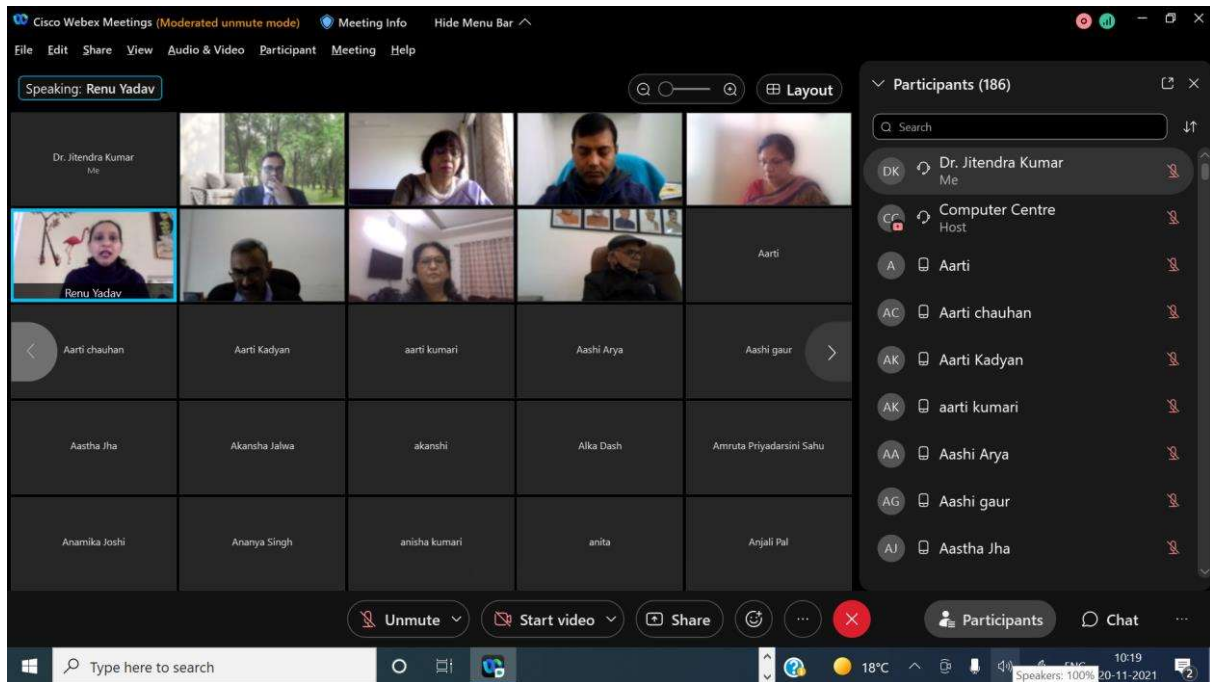 Cisco Webex Meetings (Moderated unmute mode) Meeting Info Hide Menu Bar
File Edit Share View Audio & Video Participant Meeting Help
Speaking: Renu Yadav
Layout
Dr. Jitendra Kumar
Me
Renu Yadav
Aarti
Aarti chauhan
Aarti Kadyan
aarti kumari
Aashi Arya
Aashi gaur
Aastha Jha
Akansha Jalwa
akanshi
Alka Dash
Amruta Priyadarsini Sahu
Anamika Joshi
Ananya Singh
anisha kumari
anita
Anjali Pal
Participants (186)
Search
DK Dr. Jitendra Kumar
Me
CC Computer Centre
Host
A Aarti
AC Aarti chauhan
AK Aarti Kadyan
AK aarti kumari
AA Aashi Arya
AG Aashi gaur
AJ Aastha Jha
Unmute Start video Share Participants Chat
Type here to search
18°C
10:19
Speakers: 100% 20-11-2021
2